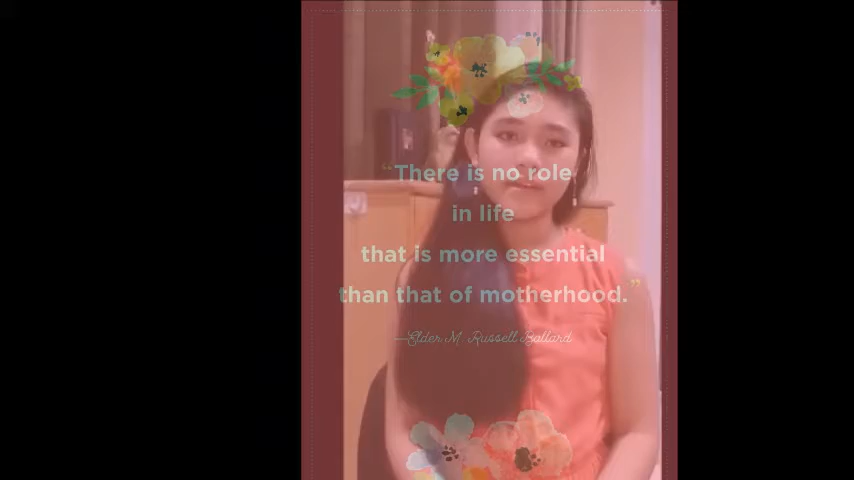 “There is no role
in life
that is more essential
than that of motherhood.”
—Elder M. Russell Ballard